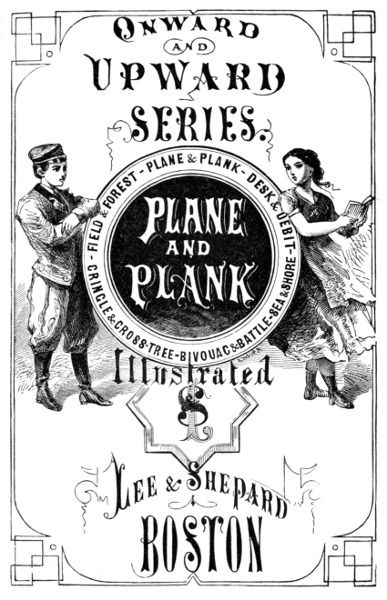 ONWARD
AND
UPWARD
SERIES.
FIELD & FOREST - PLANE & PLANK - DESK & DEBIT - CRINGLE & CROSS-TREE - BIVOUAC & BATTLE - SEA & SHORE -
PLANE
AND
PLANK
Illustrated
LEE & SHEPARD
BOSTON